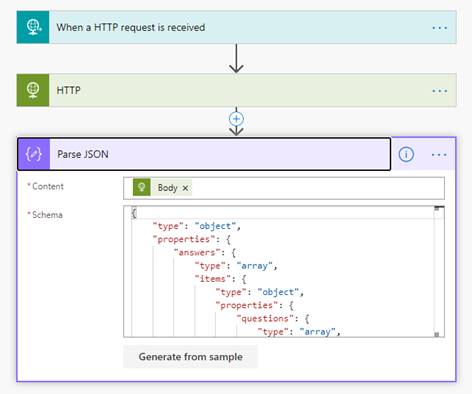 When a HTTP request is received
HTTP
Parse JSON
* Content
Body
* Schema
{
"type": "object",
"properties": {
"answers": {
"type": "array",
"items": {
"type": "object",
"properties": {
"questions": {
"type": "array",
Generate from sample